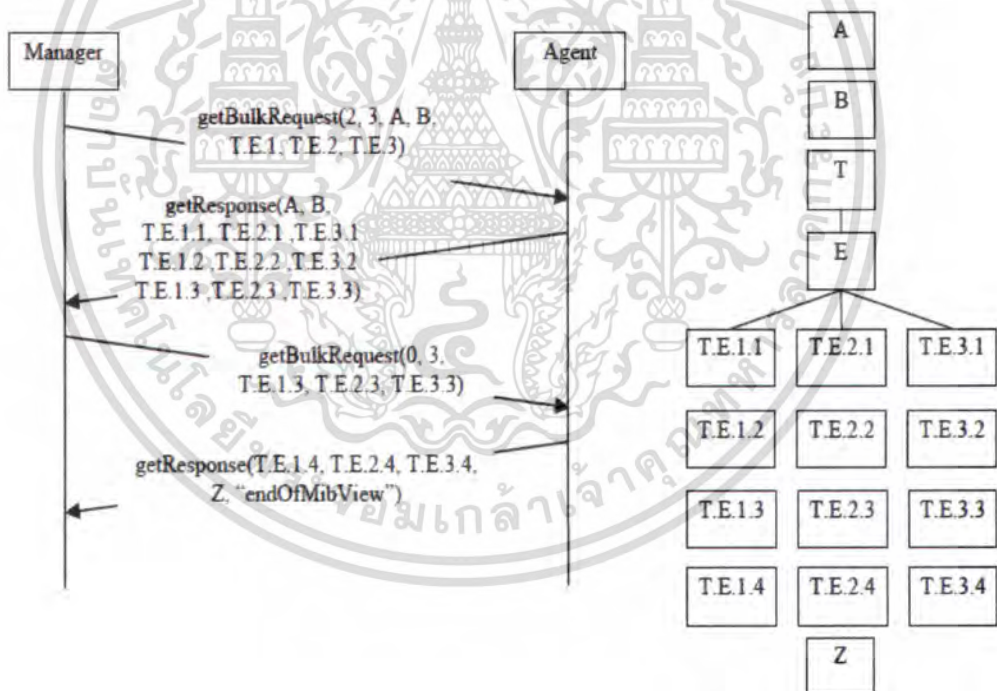 Manager
Agent
getBulkRequest(2, 3, A, B,
T.E.1, T.E.2, T.E.3)
getResponse(A, B,
T.E.1.1, T.E.2.1 ,T.E.3.1
T.E.1.2 ,T.E.2.2 ,T.E.3.2
T.E.1.3 ,T.E.2.3 ,T.E.3.3)
getBulkRequest(0, 3,
T.E.1.3, T.E.2.3, T.E.3.3)
getResponse(T.E.1.4, T.E.2.4, T.E.3.4,
Z, “endOfMibView”)
A
B
T
E
T.E.1.1 T.E.2.1 T.E.3.1
T.E.1.2 T.E.2.2 T.E.3.2
T.E.1.3 T.E.2.3 T.E.3.3
T.E.1.4 T.E.2.4 T.E.3.4
Z